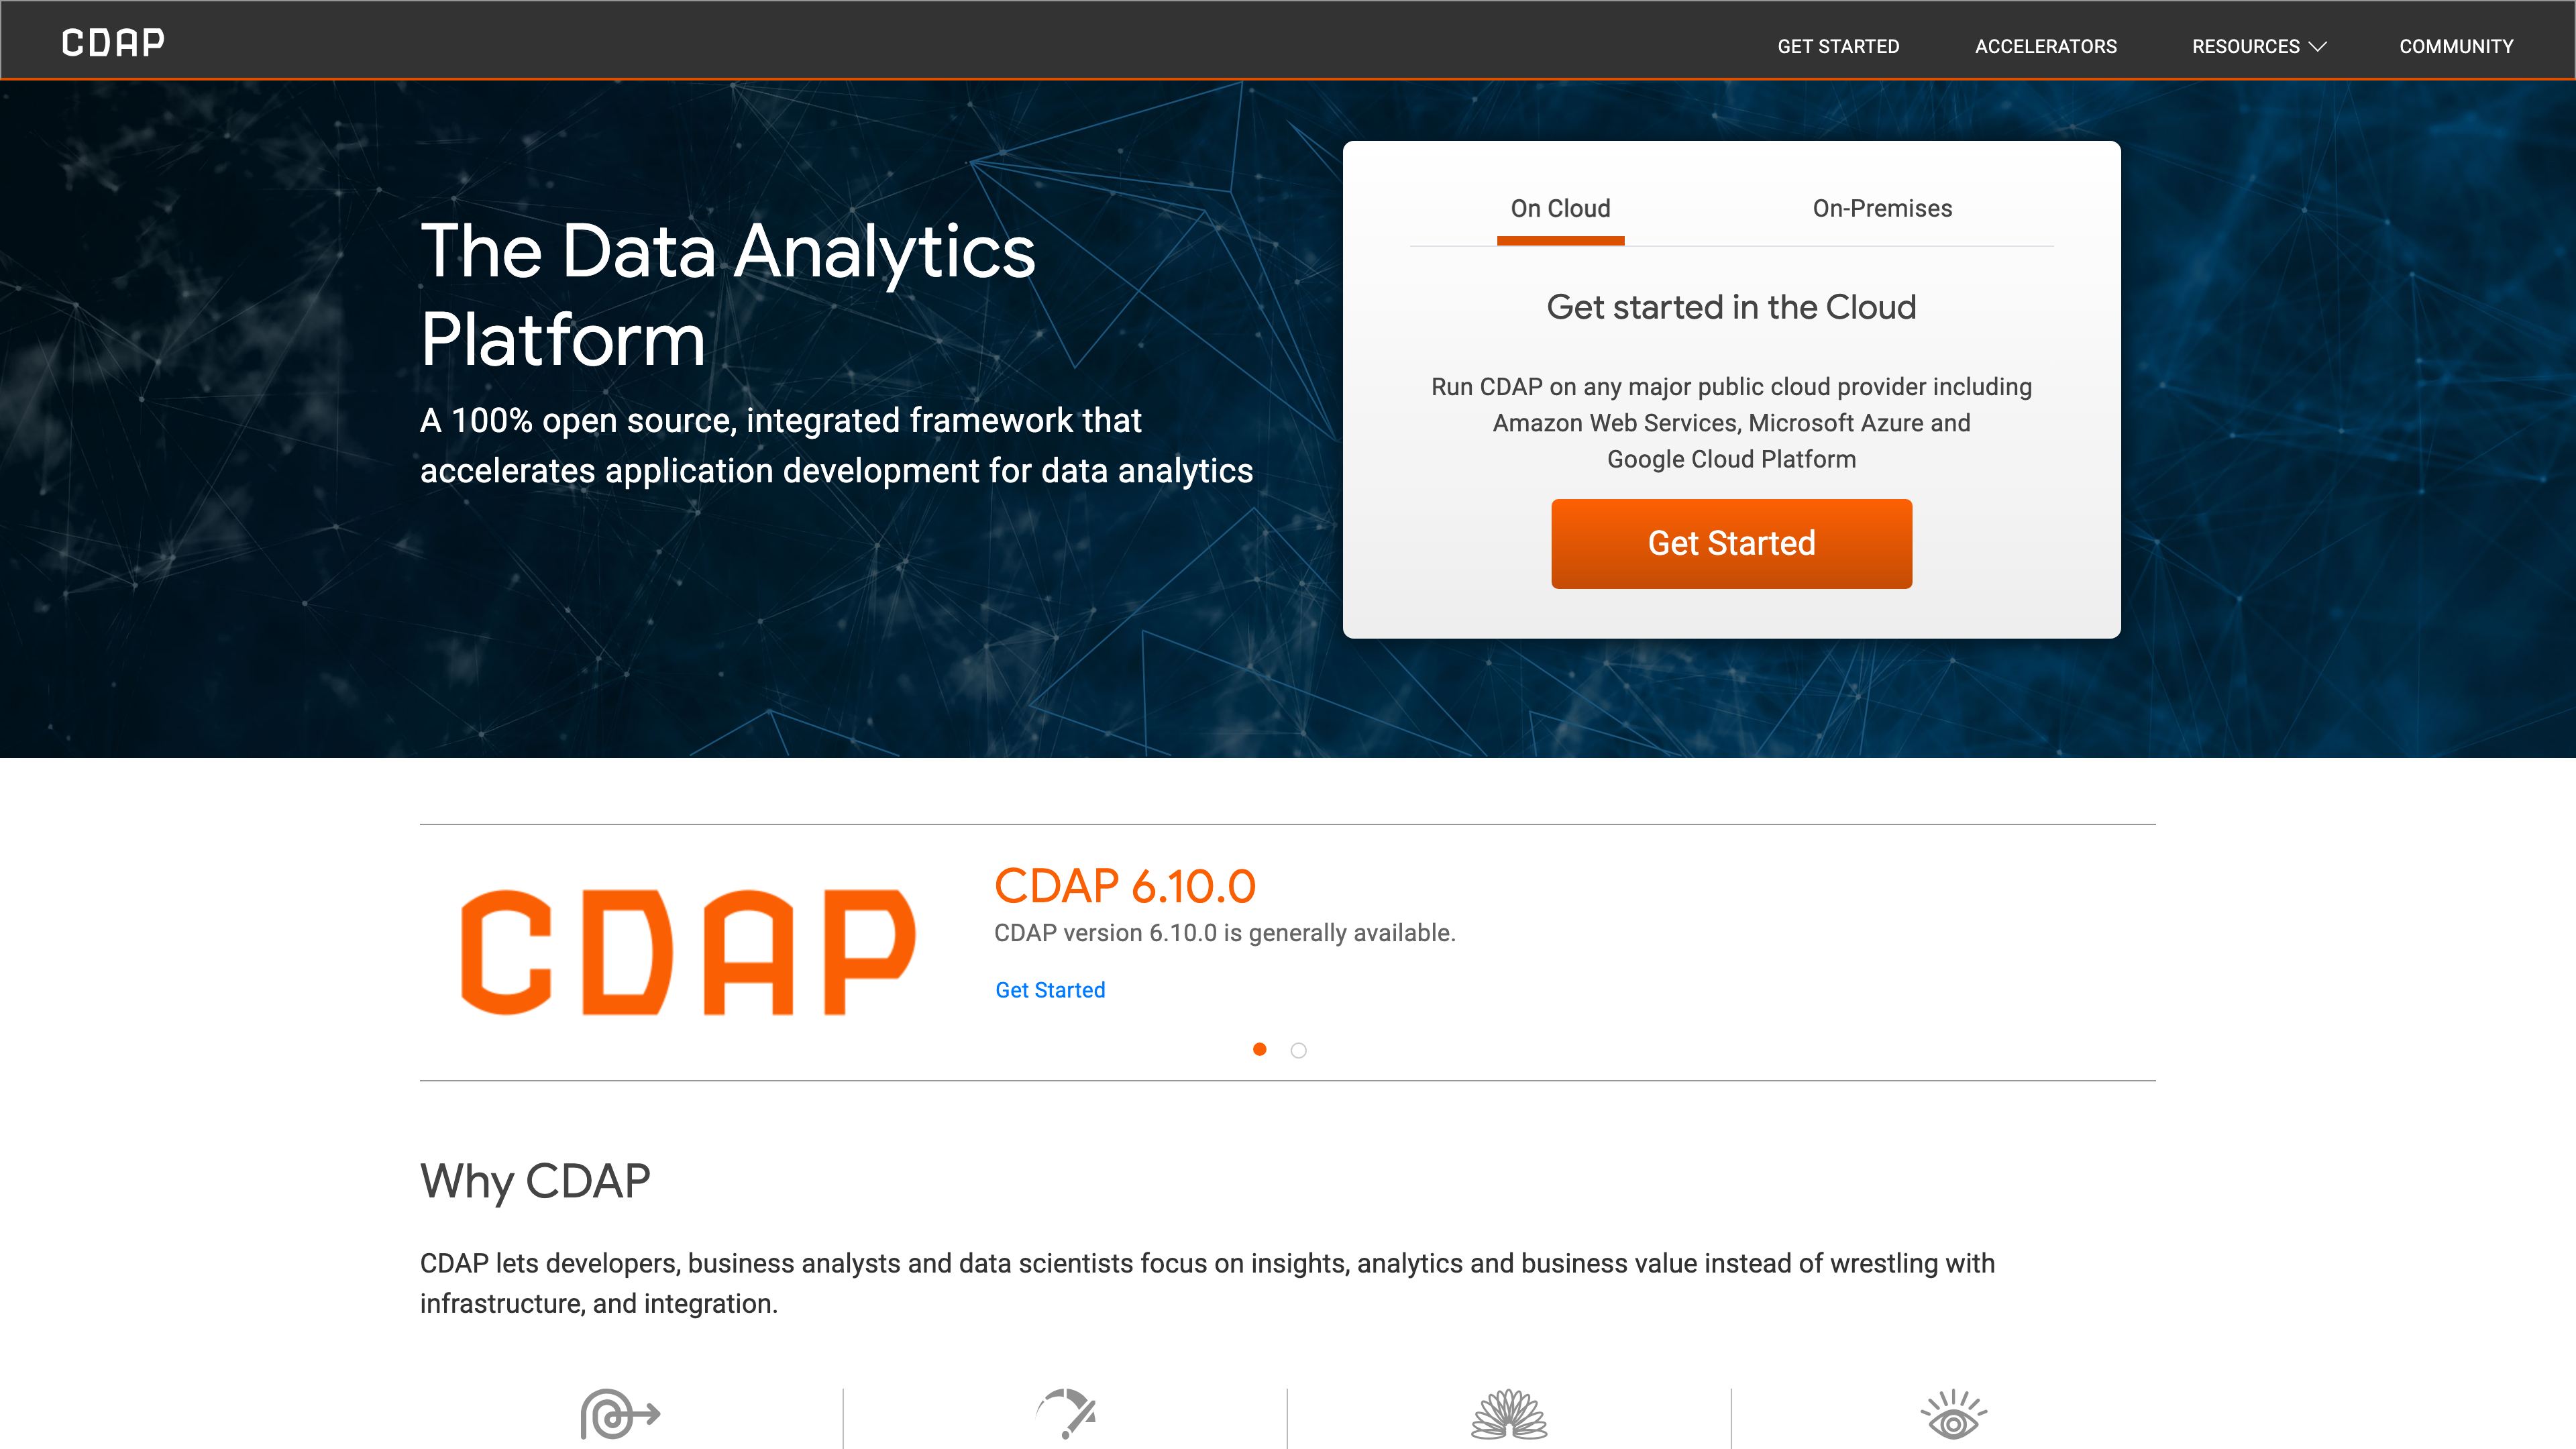 CDAP
GET STARTED
ACCELERATORS
RESOURCES
COMMUNITY
The Data Analytics
Platform
A 100% open source, integrated framework that
accelerates application development for data analytics
On Cloud
On-Premises
Get started in the Cloud
Run CDAP on any major public cloud provider including
Amazon Web Services, Microsoft Azure and
Google Cloud Platform
Get Started
CDAP
CDAP 6.10.0
CDAP version 6.10.0 is generally available.
Get Started
Why CDAP
CDAP lets developers, business analysts and data scientists focus on insights, analytics and business value instead of wrestling with
infrastructure, and integration.